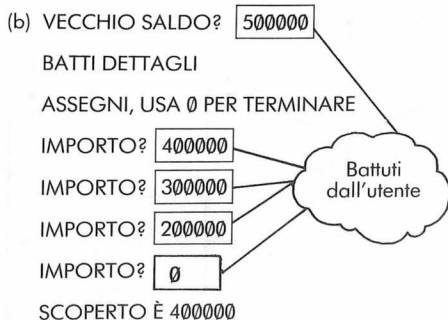 (b) VECCHIO SALDO? 500000
BATTI DETTAGLI
ASSEGNI, USA Ø PER TERMINARE
IMPORTO? 400000
IMPORTO? 300000
IMPORTO? 200000
IMPORTO? Ø
SCOPERTO È 400000
Battuti
dall'utente